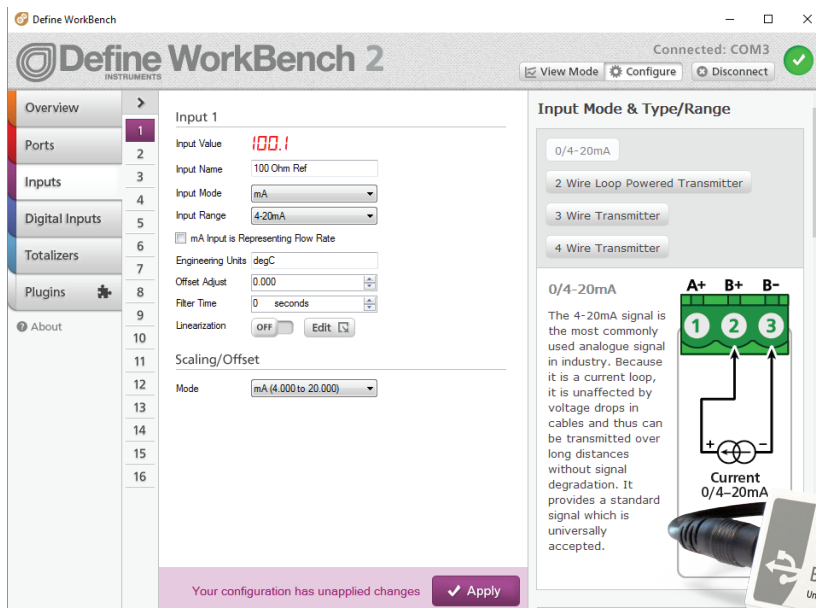 Define WorkBench
Define WorkBench 2
INSTRUMENTS
Connected: COM3
View Mode
Configure
Disconnect
Overview
Ports
Inputs
Digital Inputs
Totalizers
Plugins
About
>
1
2
3
4
5
6
7
8
9
10
11
12
13
14
15
16
Input 1
Input Value 100.1
Input Name 100 Ohm Ref
Input Mode mA
Input Range 4-20mA
mA Input is Representing Flow Rate
Engineering Units degC
Offset Adjust 0.000
Filter Time 0 seconds
Linearization OFF Edit
Scaling/Offset
Mode mA (4.000 to 20.000)
Your configuration has unapplied changes
Apply
Input Mode & Type/Range
0/4-20mA
2 Wire Loop Powered Transmitter
3 Wire Transmitter
4 Wire Transmitter
0/4-20mA
The 4-20mA signal is
the most commonly
used analogue signal
in industry. Because
it is a current loop,
it is unaffected by
voltage drops in
cables and thus can
be transmitted over
long distances
without signal
degradation. It
provides a standard
signal which is
universally
accepted.
A+ B+ B-
1 2 3
+ −
Current
0/4–20mA